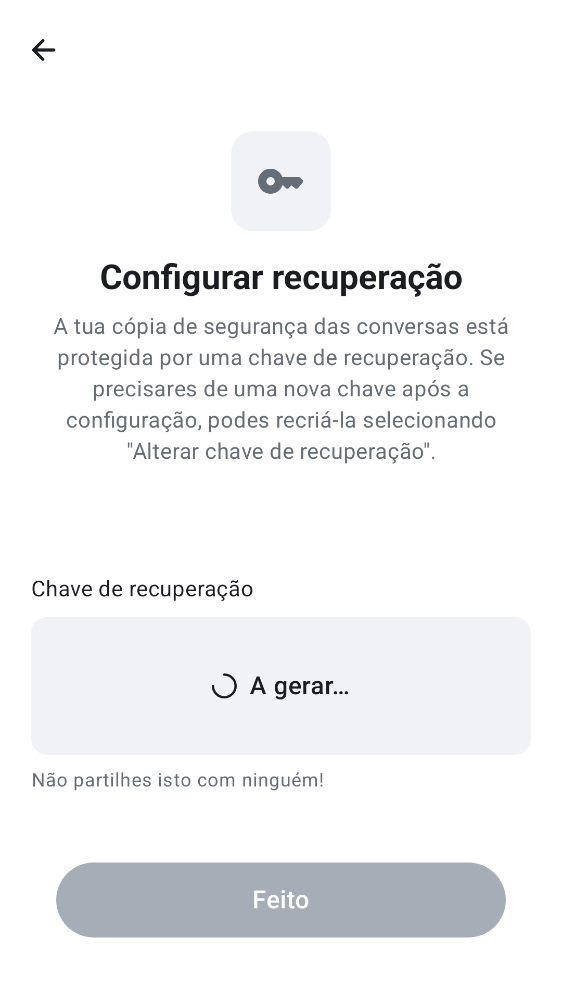 Configurar recuperação
A tua cópia de segurança das conversas está
protegida por uma chave de recuperação. Se
precisares de uma nova chave após a
configuração, podes recriá-la selecionando
"Alterar chave de recuperação".
Chave de recuperação
A gerar…
Não partilhes isto com ninguém!
Feito